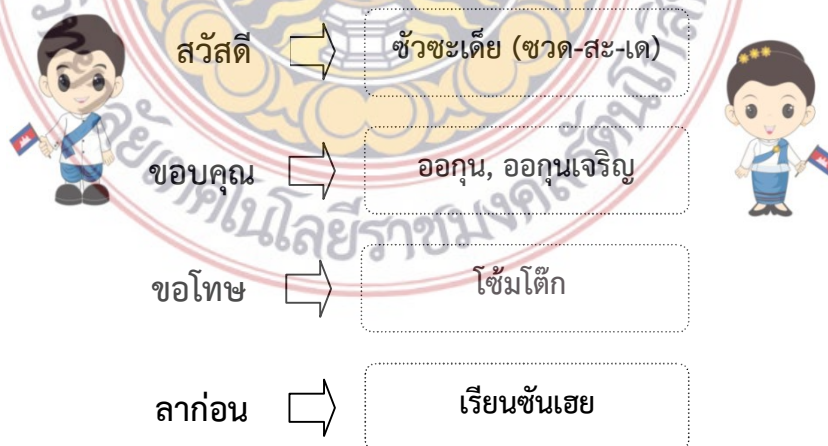 สวัสดี
ซัวซะเด็ย (ซวด-สะ-เด)
ขอบคุณ
ออกุน, ออกุนเจริญ
ขอโทษ
โซ้มโต๊ก
ลาก่อน
เรียนซันเฮย